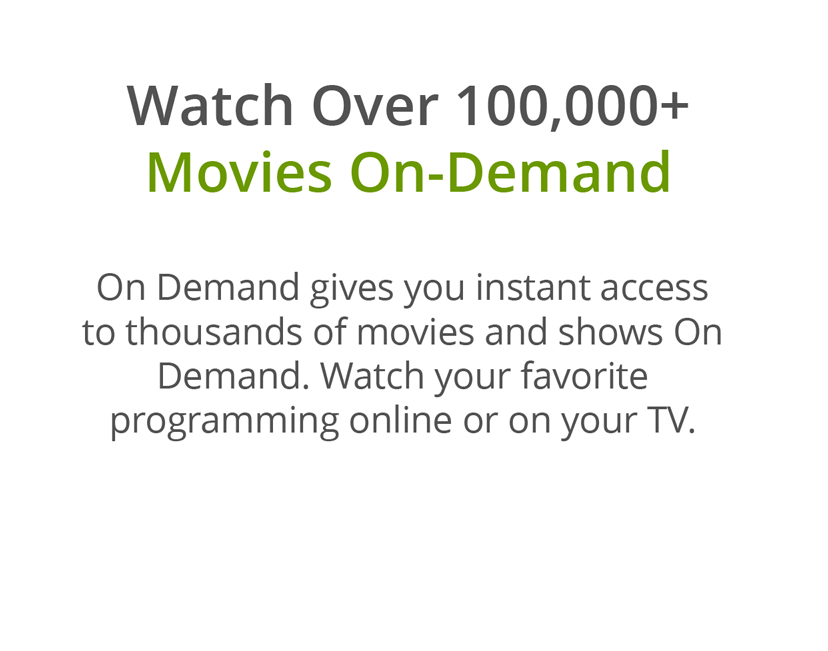 Watch Over 100,000+
Movies On-Demand
On Demand gives you instant access
to thousands of movies and shows On
Demand. Watch your favorite
programming online or on your TV.